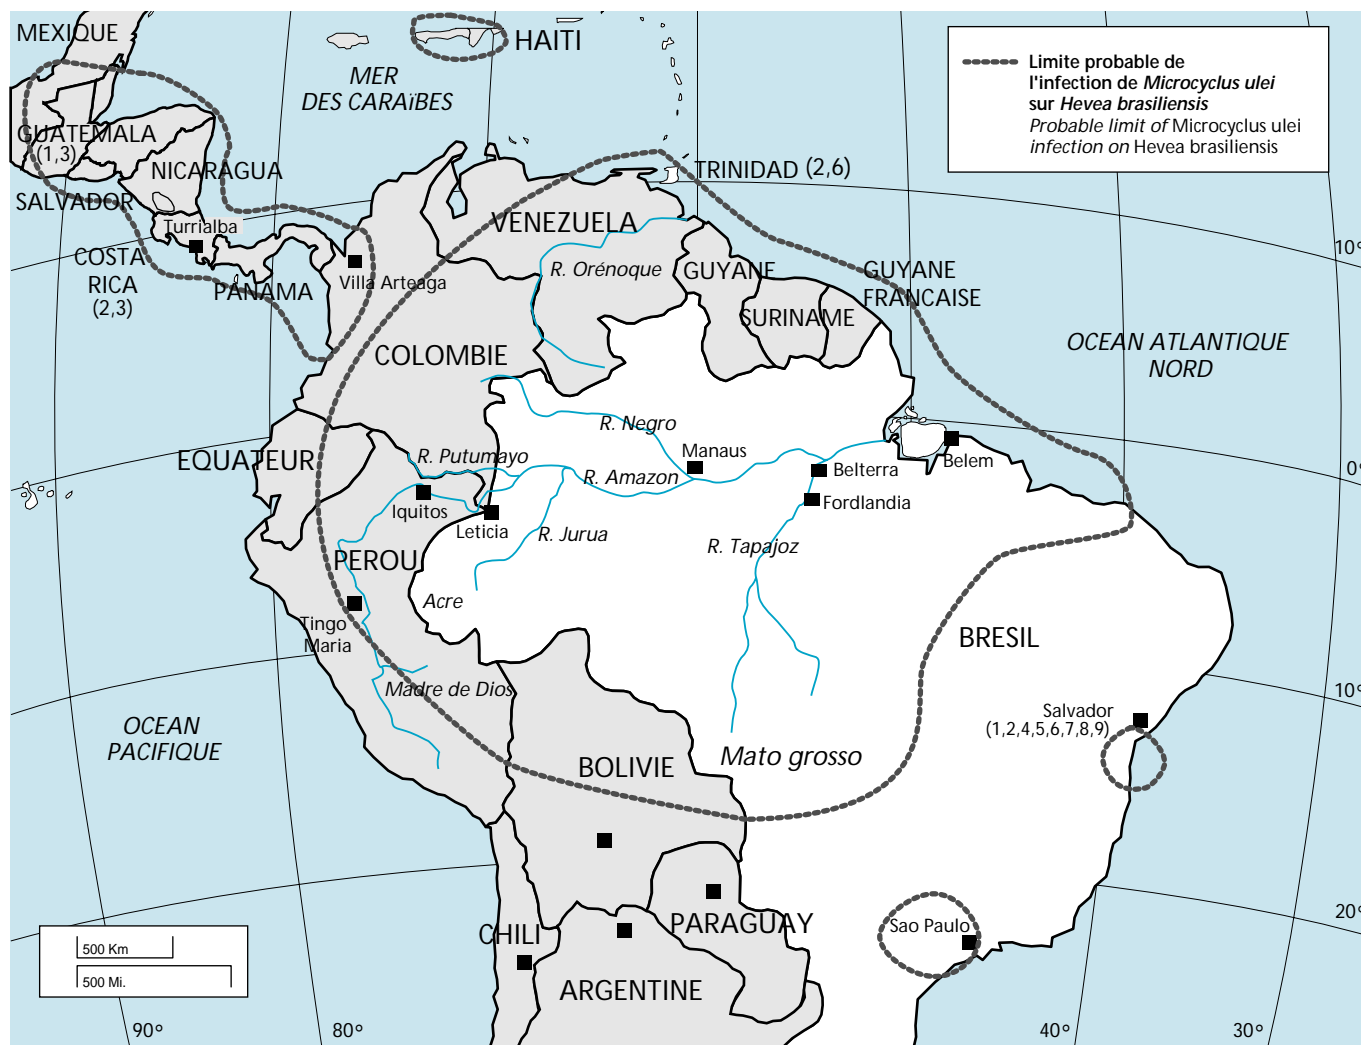 MEXIQUE
HAITI
MER
DES CARAïBES
Limite probable de
l'infection de Microcyclus ulei
sur Hevea brasiliensis
Probable limit of Microcyclus ulei
infection on Hevea brasiliensis
GUATEMALA
(1,3)
NICARAGUA
SALVADOR
Turrialba
COSTA
RICA
(2,3)
PANAMA
Villa Arteaga
TRINIDAD (2,6)
VENEZUELA
R. Orénoque
GUYANE
GUYANE
FRANCAISE
SURINAME
10°
COLOMBIE
OCEAN ATLANTIQUE
NORD
R. Negro
EQUATEUR
R. Putumayo
Manaus
R. Amazon
Belterra
Belem
0°
Iquitos
Fordlandia
Leticia
R. Jurua
R. Tapajoz
PEROU
Acre
Tingo
Maria
BRESIL
Madre de Dios
10°
OCEAN
PACIFIQUE
Salvador
(1,2,4,5,6,7,8,9)
Mato grosso
BOLIVIE
20°
CHILI
PARAGUAY
Sao Paulo
500 Km
500 Mi.
ARGENTINE
90°
80°
40°
30°